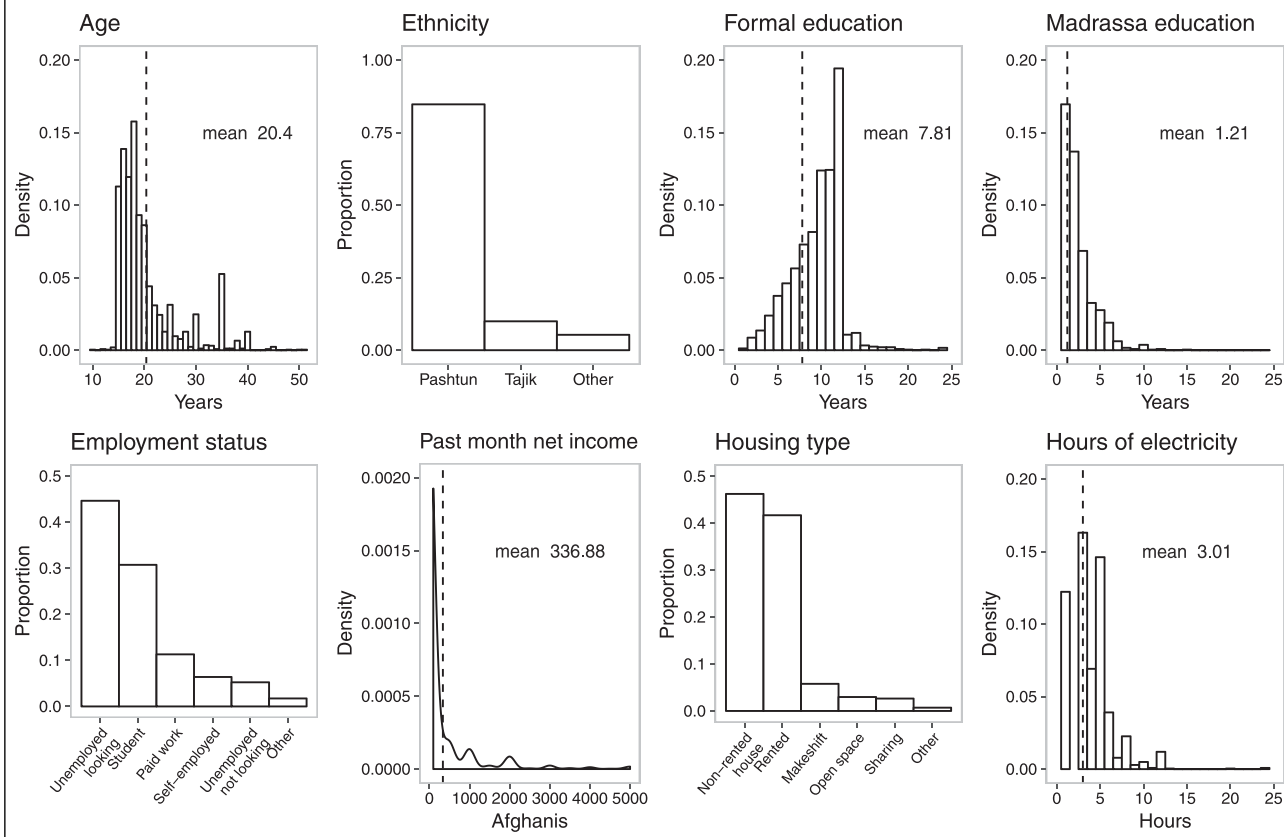 Age
Ethnicity
Formal education
Madrassa education
0.20
0.15
0.10
0.05
0.00
Density
mean 20.4
10 20 30 40 50
Years
1.00
0.75
0.50
0.25
0.00
Proportion
Pashtun Tajik Other
0.20
0.15
0.10
0.05
0.00
Density
mean 7.81
0 5 10 15 20 25
Years
0.20
0.15
0.10
0.05
0.00
Density
mean 1.21
0 5 10 15 20 25
Years
Employment status
Past month net income
Housing type
Hours of electricity
0.5
0.4
0.3
0.2
0.1
0.0
Proportion
Unemployed
looking
Student
Paid work
Self−employed
Unemployed
not looking
Other
0.0020
0.0015
0.0010
0.0005
0.0000
Density
mean 336.88
0 1000 2000 3000 4000 5000
Afghanis
0.5
0.4
0.3
0.2
0.1
0.0
Proportion
Non−rented
house
Rented
Makeshift
Open space
Sharing
Other
0.20
0.15
0.10
0.05
0.00
Density
mean 3.01
0 5 10 15 20 25
Hours